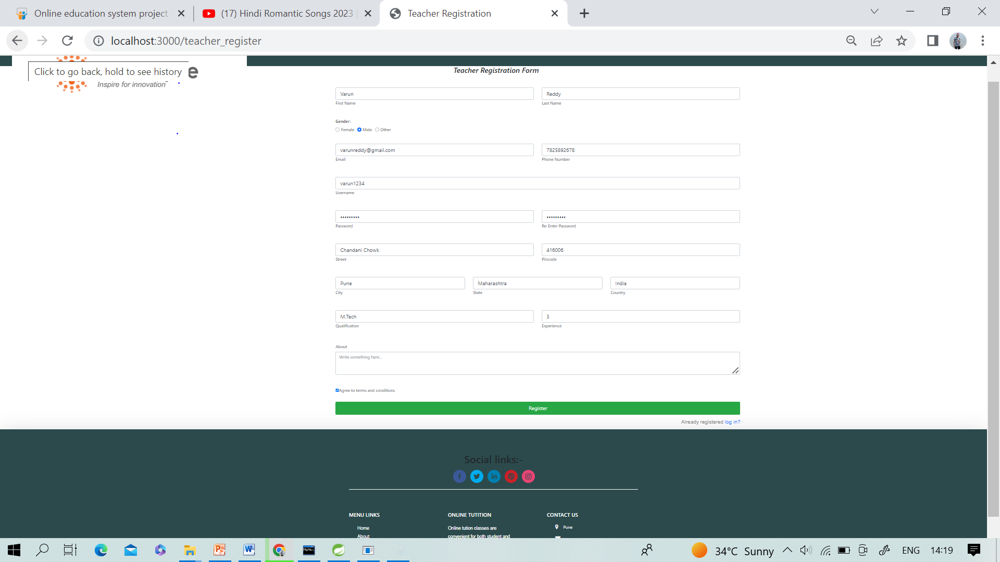 Online education system project
(17) Hindi Romantic Songs 2023
Teacher Registration
localhost:3000/teacher_register
Click to go back, hold to see history
e
Inspire for innovation
Teacher Registration Form
Varun
Reddy
First Name
Last Name
Gender:
Female Male Other
varunreddy@gmail.com
7825892678
Email
Phone Number
varun1234
Username
•••••••••
•••••••••
Password
Re-Enter Password
Chandani Chowk
416006
Street
Pincode
Pune
Maharashtra
India
City
State
Country
M.Tech
3
Qualification
Experience
About
Write something here...
Agree to terms and conditions
Register
Already registered log in?
Social links:-
MENU LINKS
ONLINE TUTITION
CONTACT US
Home
Online tution classes are
Pune
About
convenient for both student and
34°C Sunny
ENG
14:19